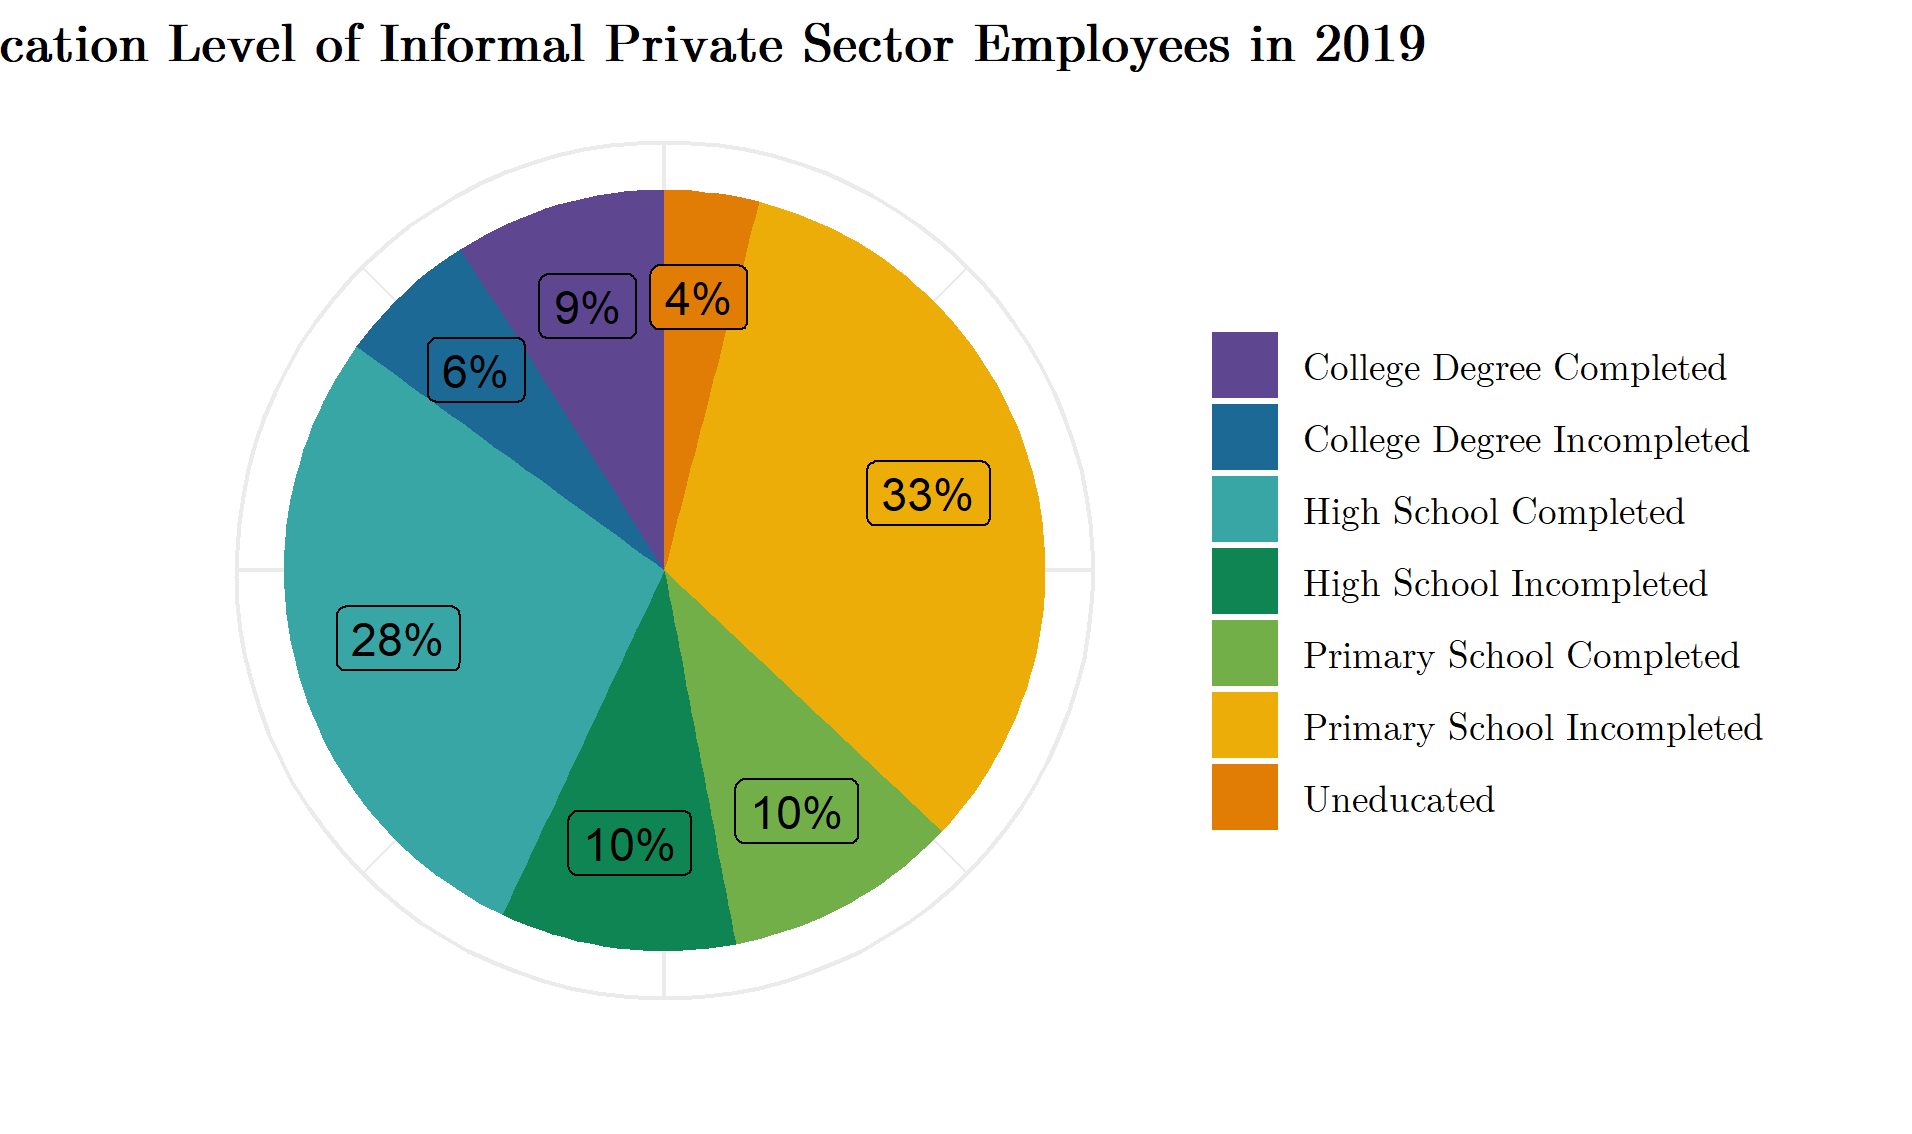 cation Level of Informal Private Sector Employees in 2019
9%
4%
6%
33%
28%
10%
10%
College Degree Completed
College Degree Incompleted
High School Completed
High School Incompleted
Primary School Completed
Primary School Incompleted
Uneducated